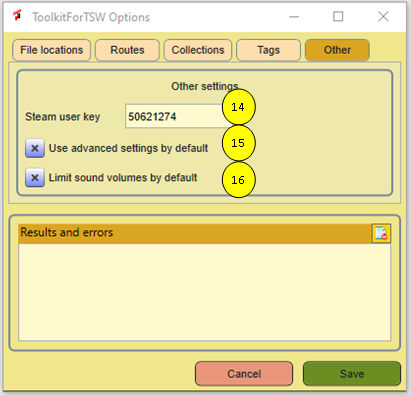 ToolkitForTSW Options
File locations Routes Collections Tags Other
Other settings
Steam user key 50621274 14
Use advanced settings by default 15
Limit sound volumes by default 16
Results and errors
Cancel Save